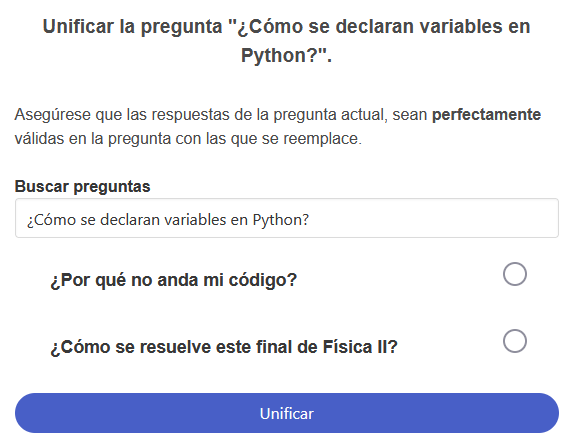 Unificar la pregunta "¿Cómo se declaran variables en
Python?".
Asegúrese que las respuestas de la pregunta actual, sean perfectamente
válidas en la pregunta con las que se reemplace.
Buscar preguntas
¿Cómo se declaran variables en Python?
¿Por qué no anda mi código?
¿Cómo se resuelve este final de Física II?
Unificar